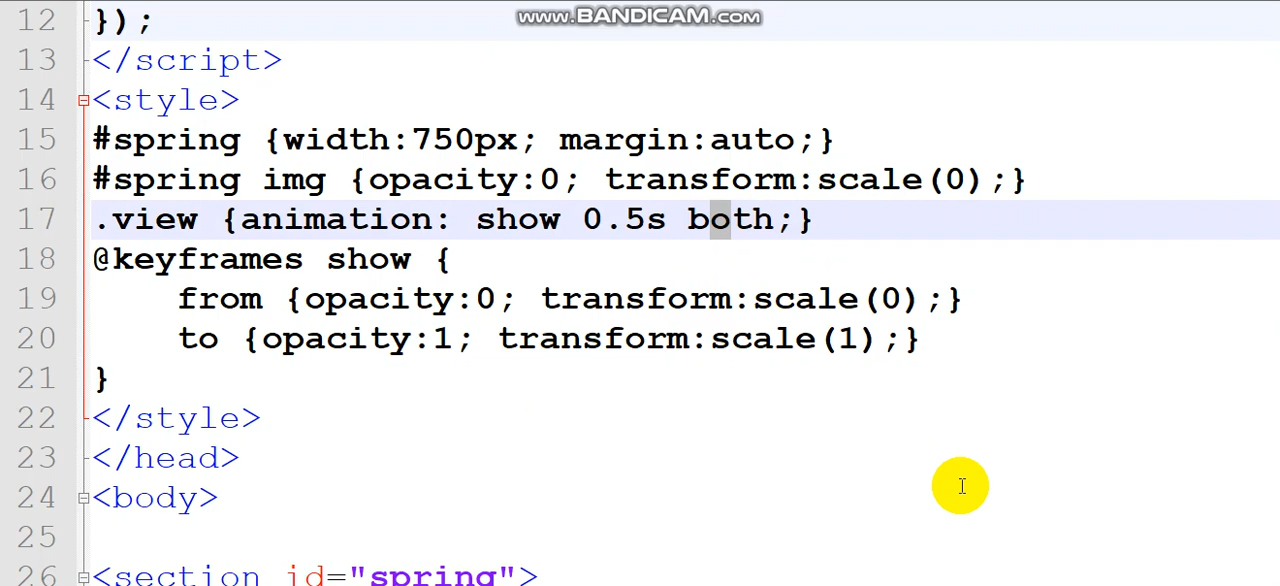 www.BANDICAM.com
12 });
13 </script>
14 <style>
15 #spring {width:750px; margin:auto;}
16 #spring img {opacity:0; transform:scale(0);}
17 .view {animation: show 0.5s both;}
18 @keyframes show {
19 from {opacity:0; transform:scale(0);}
20 to {opacity:1; transform:scale(1);}
21 }
22 </style>
23 </head>
24 <body>
25
26 <section id="spring">